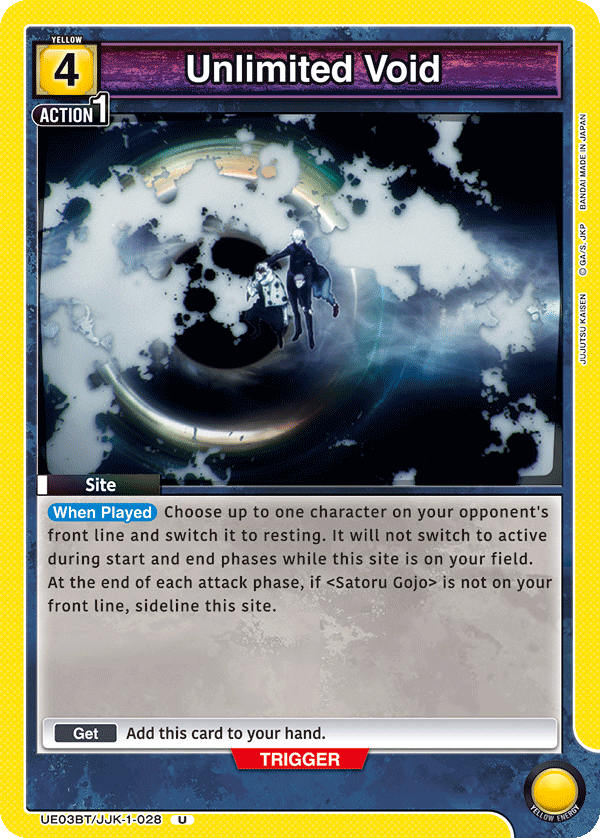 YELLOW
4
Unlimited Void
ACTION 1
JUJUTSU KAISEN © GA/S, JKP BANDAI MADE IN JAPAN
Site
When Played Choose up to one character on your opponent's
front line and switch it to resting. It will not switch to active
during start and end phases while this site is on your field.
At the end of each attack phase, if <Satoru Gojo> is not on your
front line, sideline this site.
Get Add this card to your hand.
TRIGGER
UE03BT/JJK-1-028 U
YELLOW ENERGY